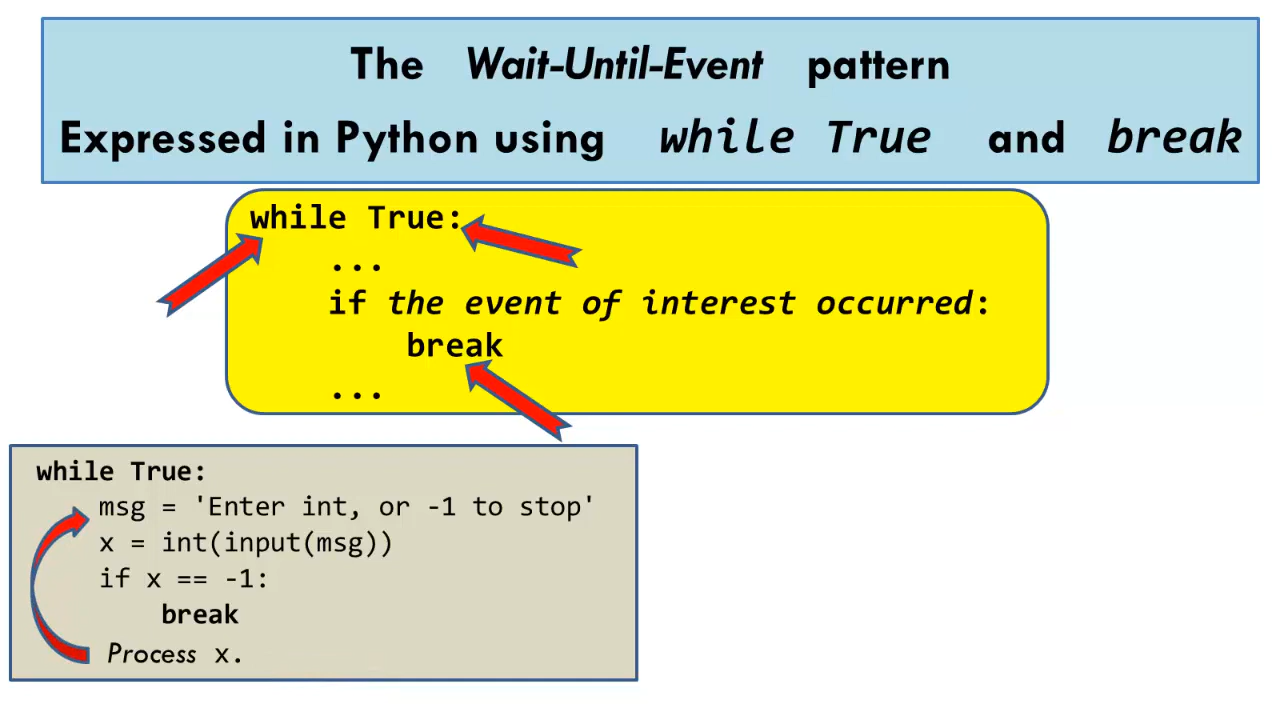 The Wait-Until-Event pattern
Expressed in Python using while True and break
while True:
...
if the event of interest occurred:
break
...
while True:
msg = 'Enter int, or -1 to stop'
x = int(input(msg))
if x == -1:
break
Process x.